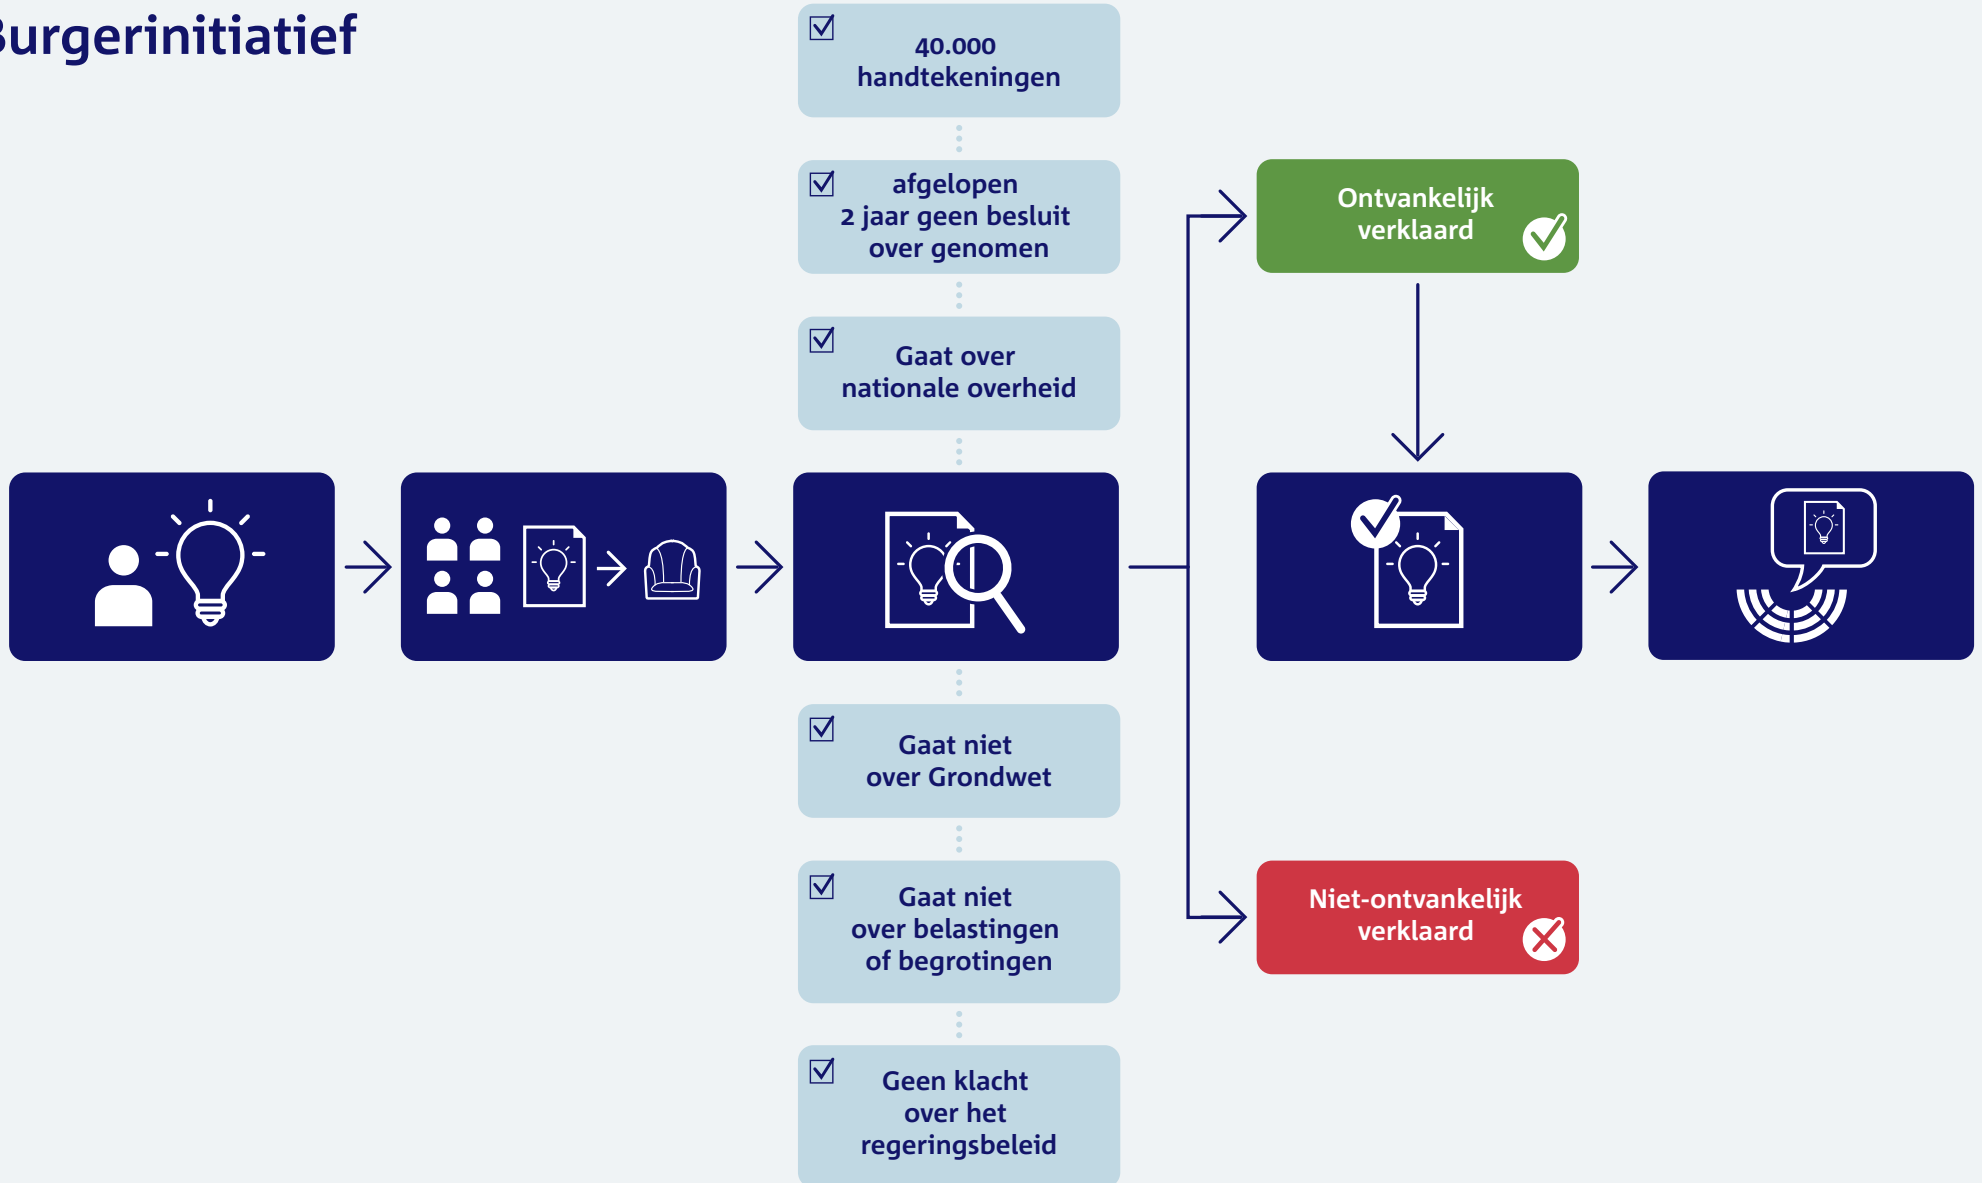 Burgerinitiatief
40.000
handtekeningen
afgelopen
2 jaar geen besluit
over genomen
Gaat over
nationale overheid
Ontvankelijk
verklaard
Gaat niet
over Grondwet
Gaat niet
over belastingen
of begrotingen
Geen klacht
over het
regeringsbeleid
Niet-ontvankelijk
verklaard